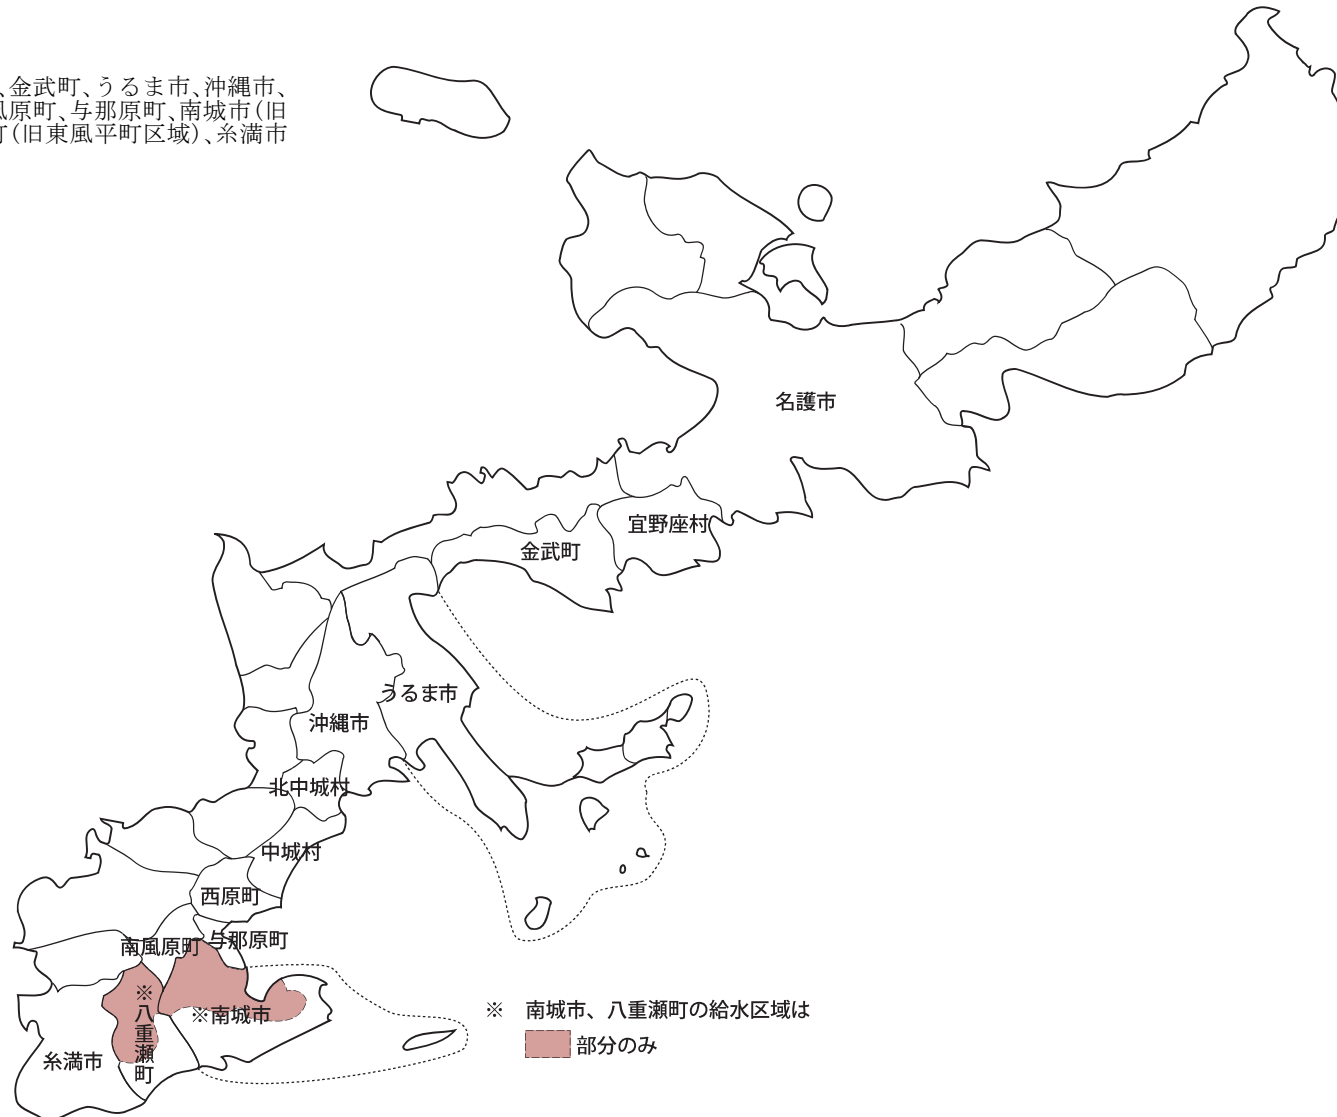 、金武町、うるま市、沖縄市、
風原町、与那原町、南城市(旧
町(旧東風平町区域)、糸満市
名護市
宜野座村
金武町
うるま市
沖縄市
北中城村
中城村
西原町
与那原町
南風原町
※八重瀬町
※南城市
糸満市
※ 南城市、八重瀬町の給水区域は
部分のみ